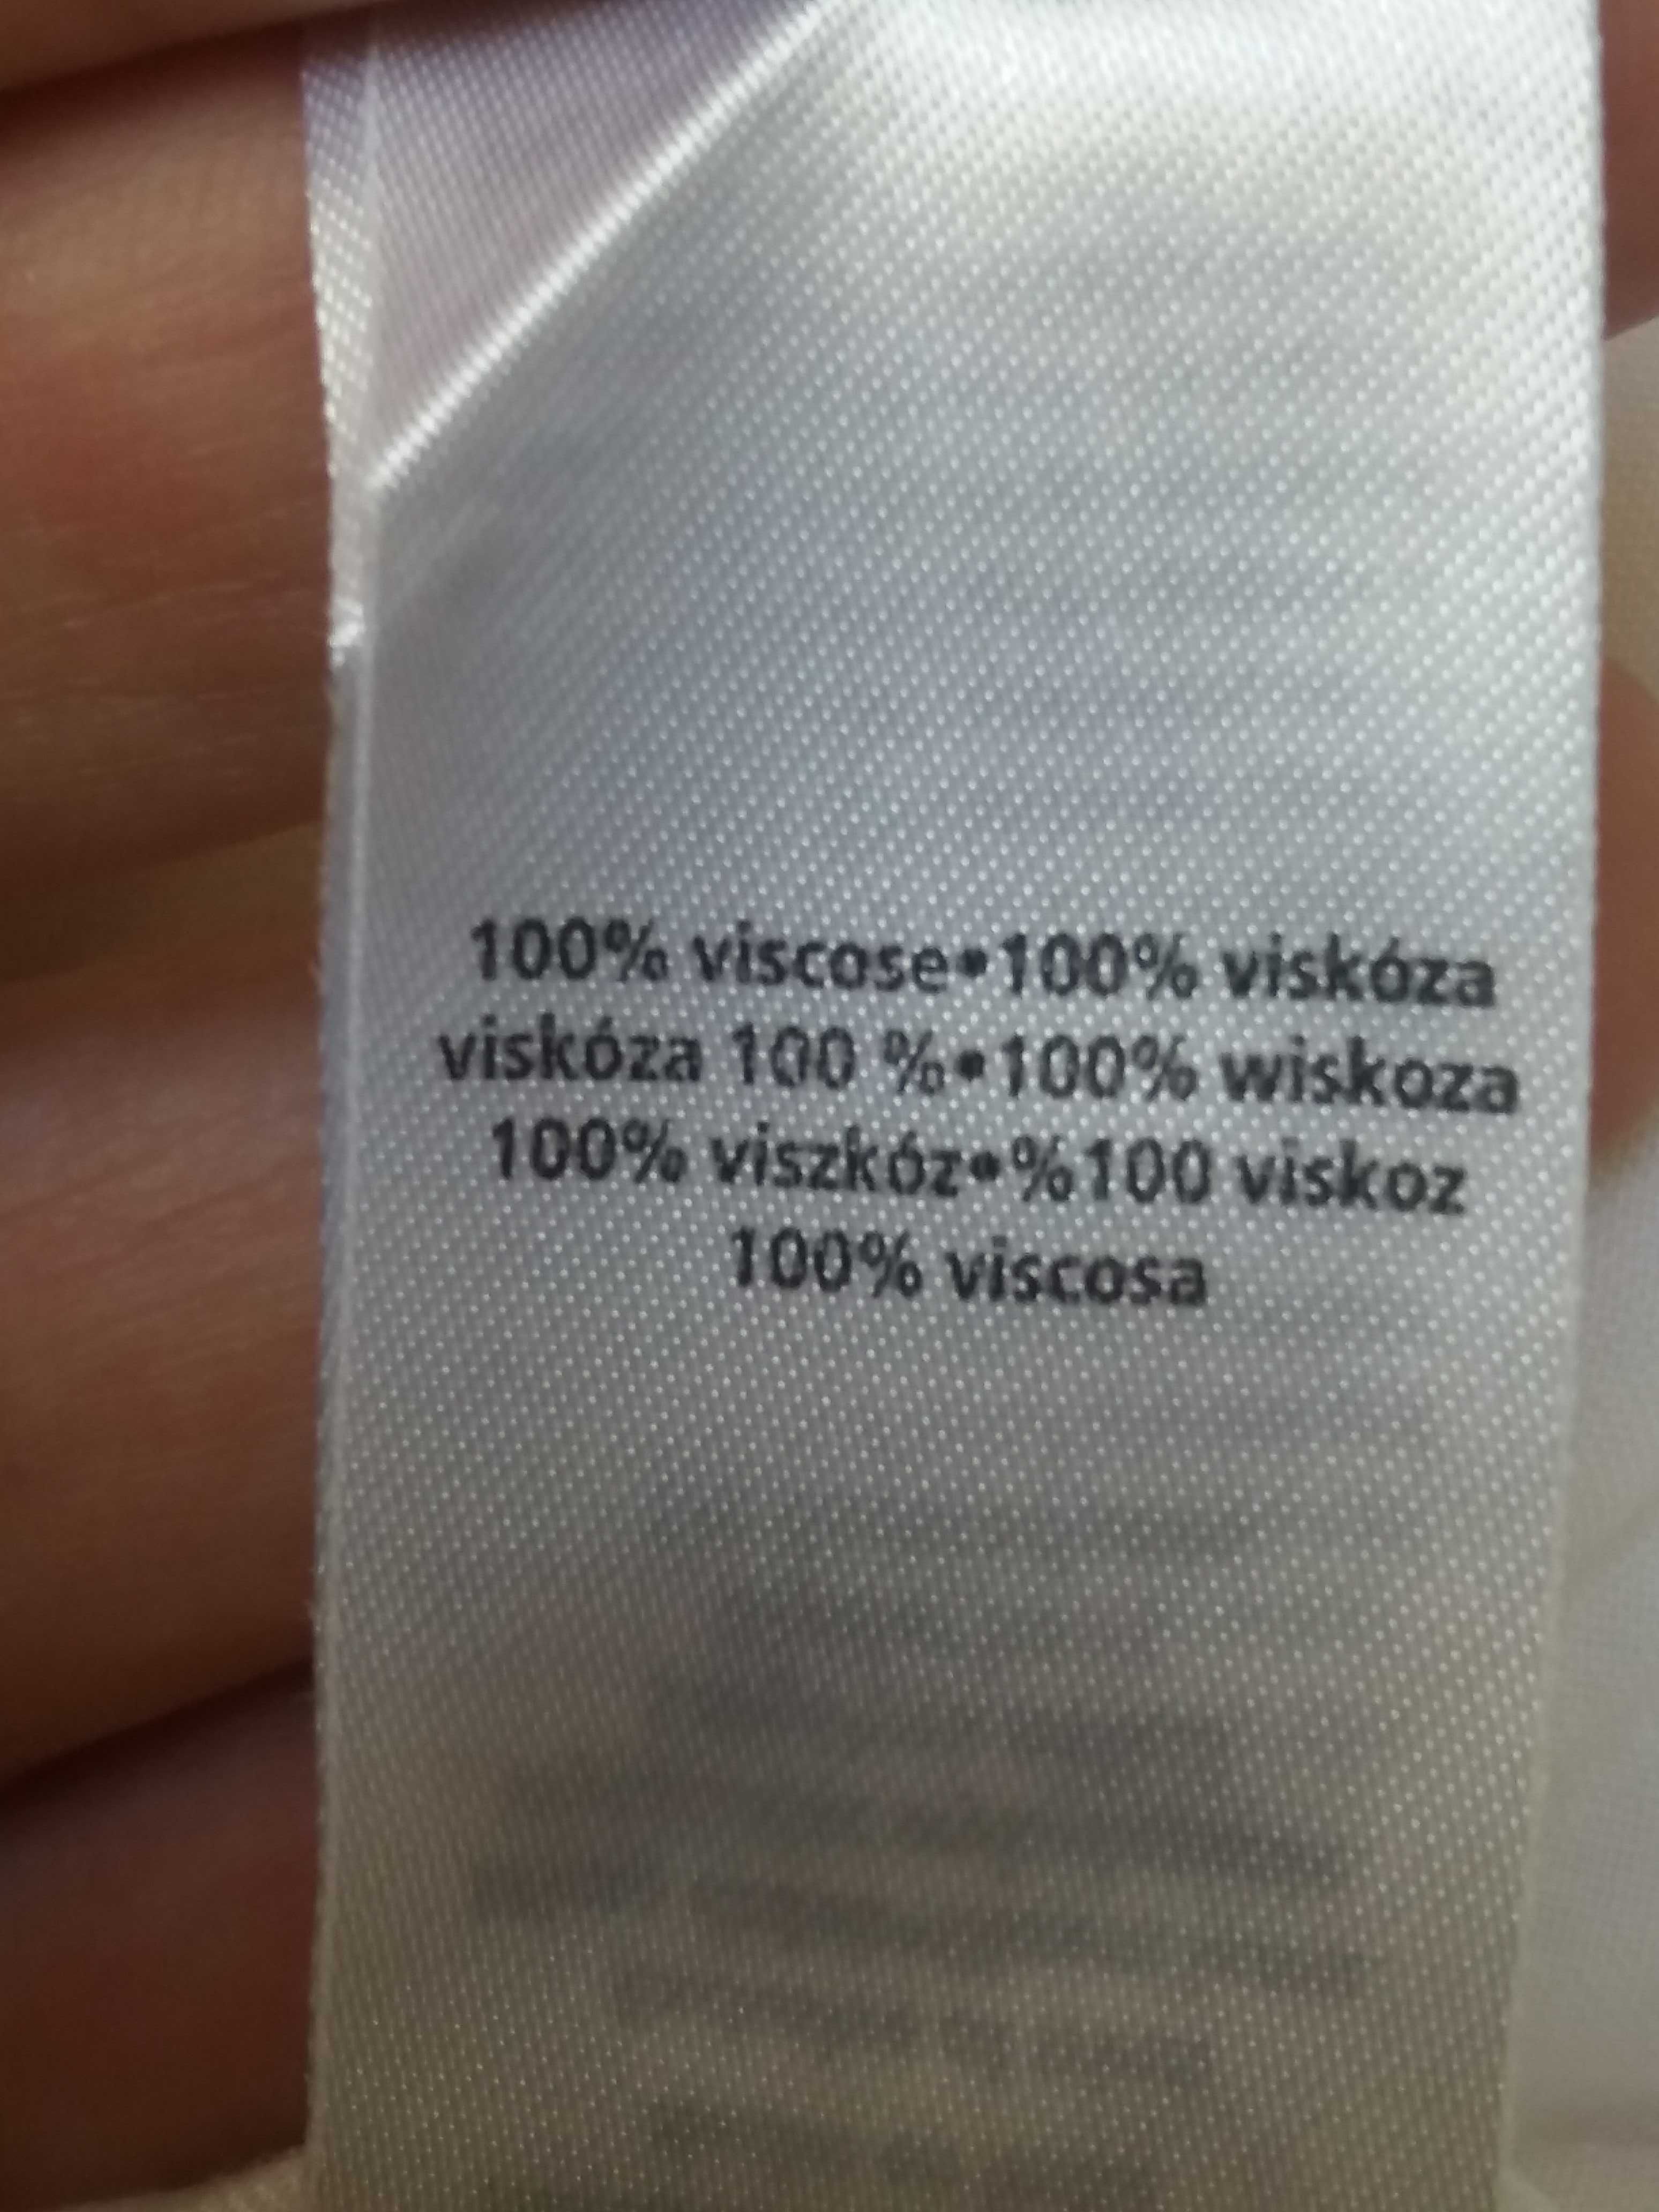 100% viscose•100% viskóza
viskóza 100 %•100% wiskoza
100% viszkóz•%100 viskoz
100% viscosa